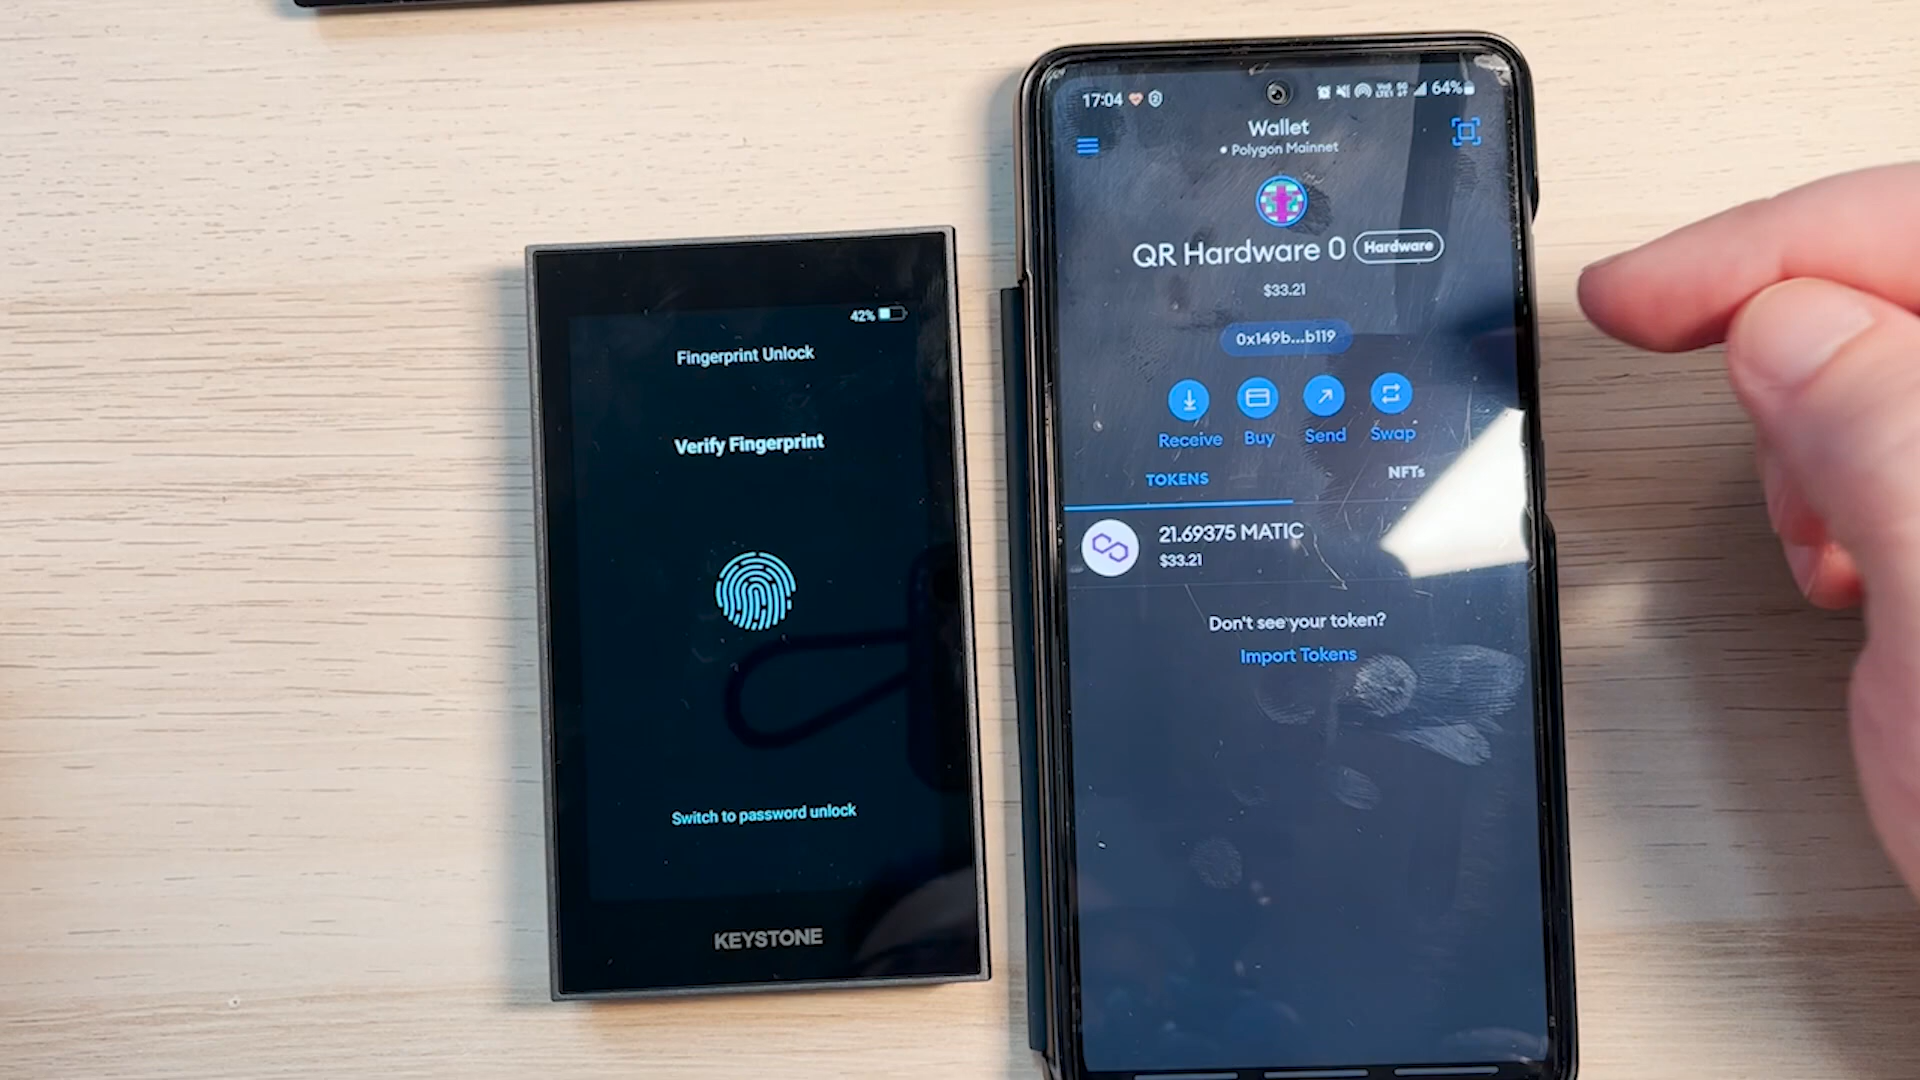 42%
Fingerprint Unlock
Verify Fingerprint
Switch to password unlock
KEYSTONE
17:04
64%
Wallet
Polygon Mainnet
QR Hardware 0 Hardware
$33.21
0x149b...b119
Receive Buy Send Swap
TOKENS NFTs
21.69375 MATIC
$33.21
Don't see your token?
Import Tokens